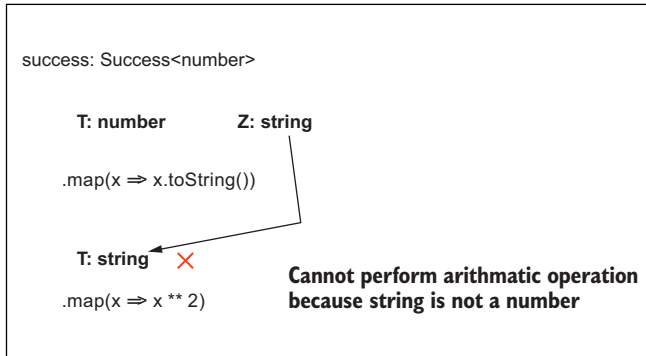 success: Success<number>
T: number Z: string
.map(x ⇒ x.toString())
T: string
.map(x ⇒ x ** 2)
Cannot perform arithmatic operation
because string is not a number